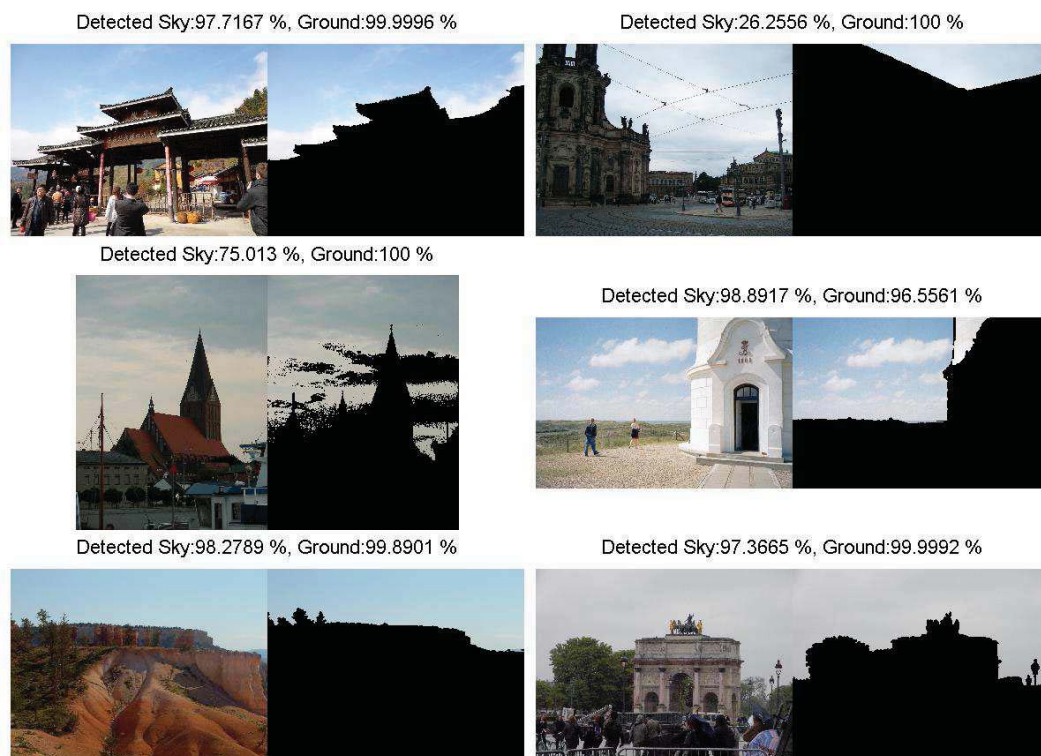 Detected Sky:97.7167 %, Ground:99.9996 %
Detected Sky:26.2556 %, Ground:100 %
Detected Sky:75.013 %, Ground:100 %
Detected Sky:98.8917 %, Ground:96.5561 %
Detected Sky:98.2789 %, Ground:99.8901 %
Detected Sky:97.3665 %, Ground:99.9992 %